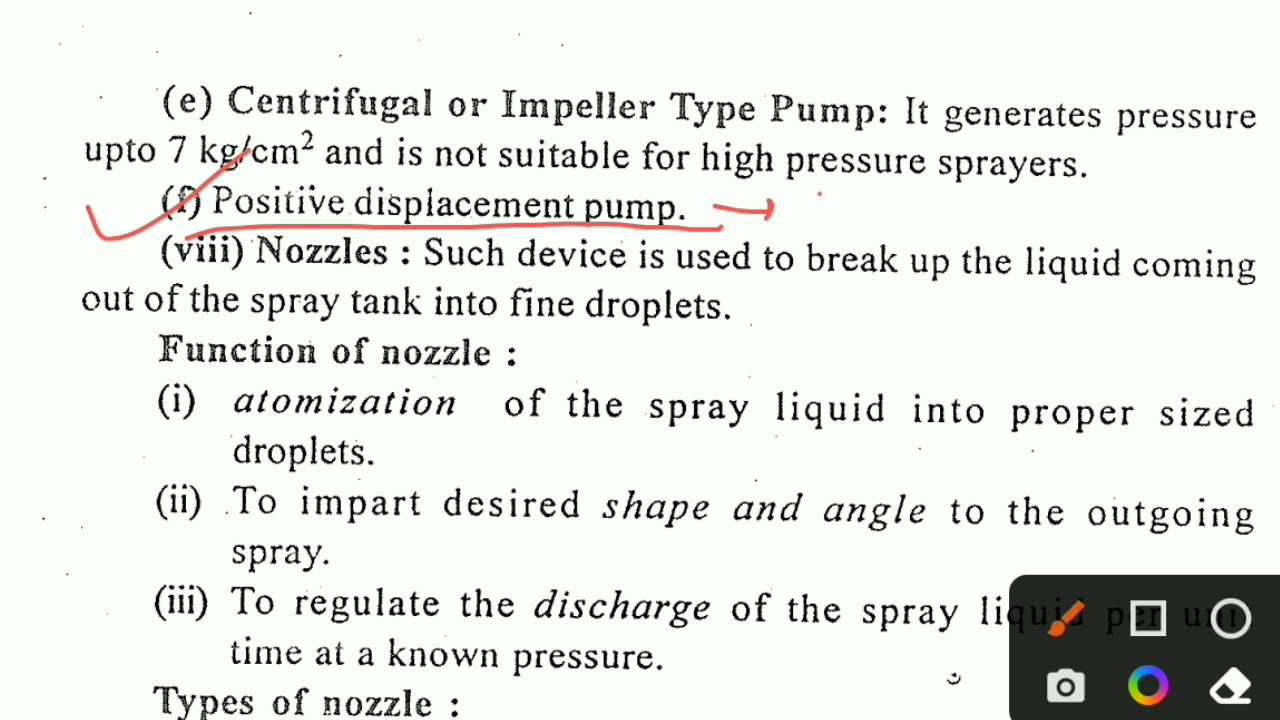 (e) Centrifugal or Impeller Type Pump: It generates pressure
upto 7 kg/cm² and is not suitable for high pressure sprayers.
(f) Positive displacement pump.
(viii) Nozzles : Such device is used to break up the liquid coming
out of the spray tank into fine droplets.
Function of nozzle :
(i) atomization of the spray liquid into proper sized
droplets.
(ii) To impart desired shape and angle to the outgoing
spray.
(iii) To regulate the discharge of the spray liquid per unit
time at a known pressure.
Types of nozzle :